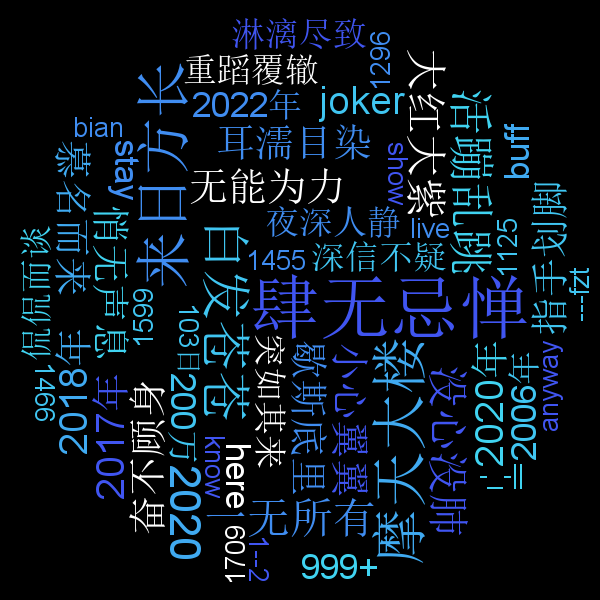 淋漓尽致
1296
重蹈覆辙
大红大紫
来日方长
2022年
joker
活蹦乱跳
bian
stay
耳濡目染
show
buff
慕名而来
无能为力
侃侃而谈
悄无声息
夜深人静
live
指手划脚
白发苍苍
1455
深信不疑
1125
---fzt
肆无忌惮
1599
103日
突如其来
歇斯底里
小心翼翼
摩天大楼
没心没肺
2020年
2006年
anyway
1466
2018年
2017年
奋不顾身
200万
2020
know
here
一无所有
'_'=
1709
1--2
999+